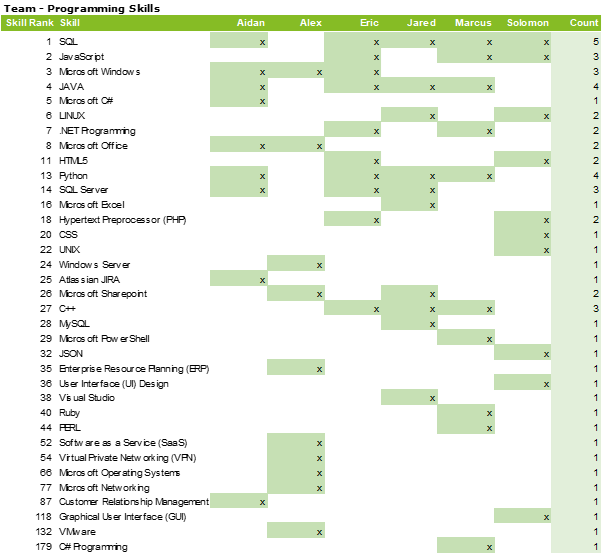 Team - Programming Skills
Skill Rank Skill Aidan Alex Eric Jared Marcus Solomon Count
1 SQL x x x x x 5
2 JavaScript x x x 3
3 Microsoft Windows x x x 3
4 JAVA x x x x 4
5 Microsoft C# x 1
6 LINUX x x 2
7 .NET Programming x x 2
8 Microsoft Office x x 2
11 HTML5 x x 2
13 Python x x x x 4
14 SQL Server x x x 3
16 Microsoft Excel x 1
18 Hypertext Preprocessor (PHP) x x 2
20 CSS x 1
22 UNIX x 1
24 Windows Server x 1
25 Atlassian JIRA x 1
26 Microsoft Sharepoint x x 2
27 C++ x x x 3
28 MySQL x 1
29 Microsoft PowerShell x 1
32 JSON x 1
35 Enterprise Resource Planning (ERP) x 1
36 User Interface (UI) Design x 1
38 Visual Studio x 1
40 Ruby x 1
44 PERL x 1
52 Software as a Service (SaaS) x 1
54 Virtual Private Networking (VPN) x 1
66 Microsoft Operating Systems x 1
77 Microsoft Networking x 1
87 Customer Relationship Management x 1
118 Graphical User Interface (GUI) x 1
132 VMware x 1
179 C# Programming x 1